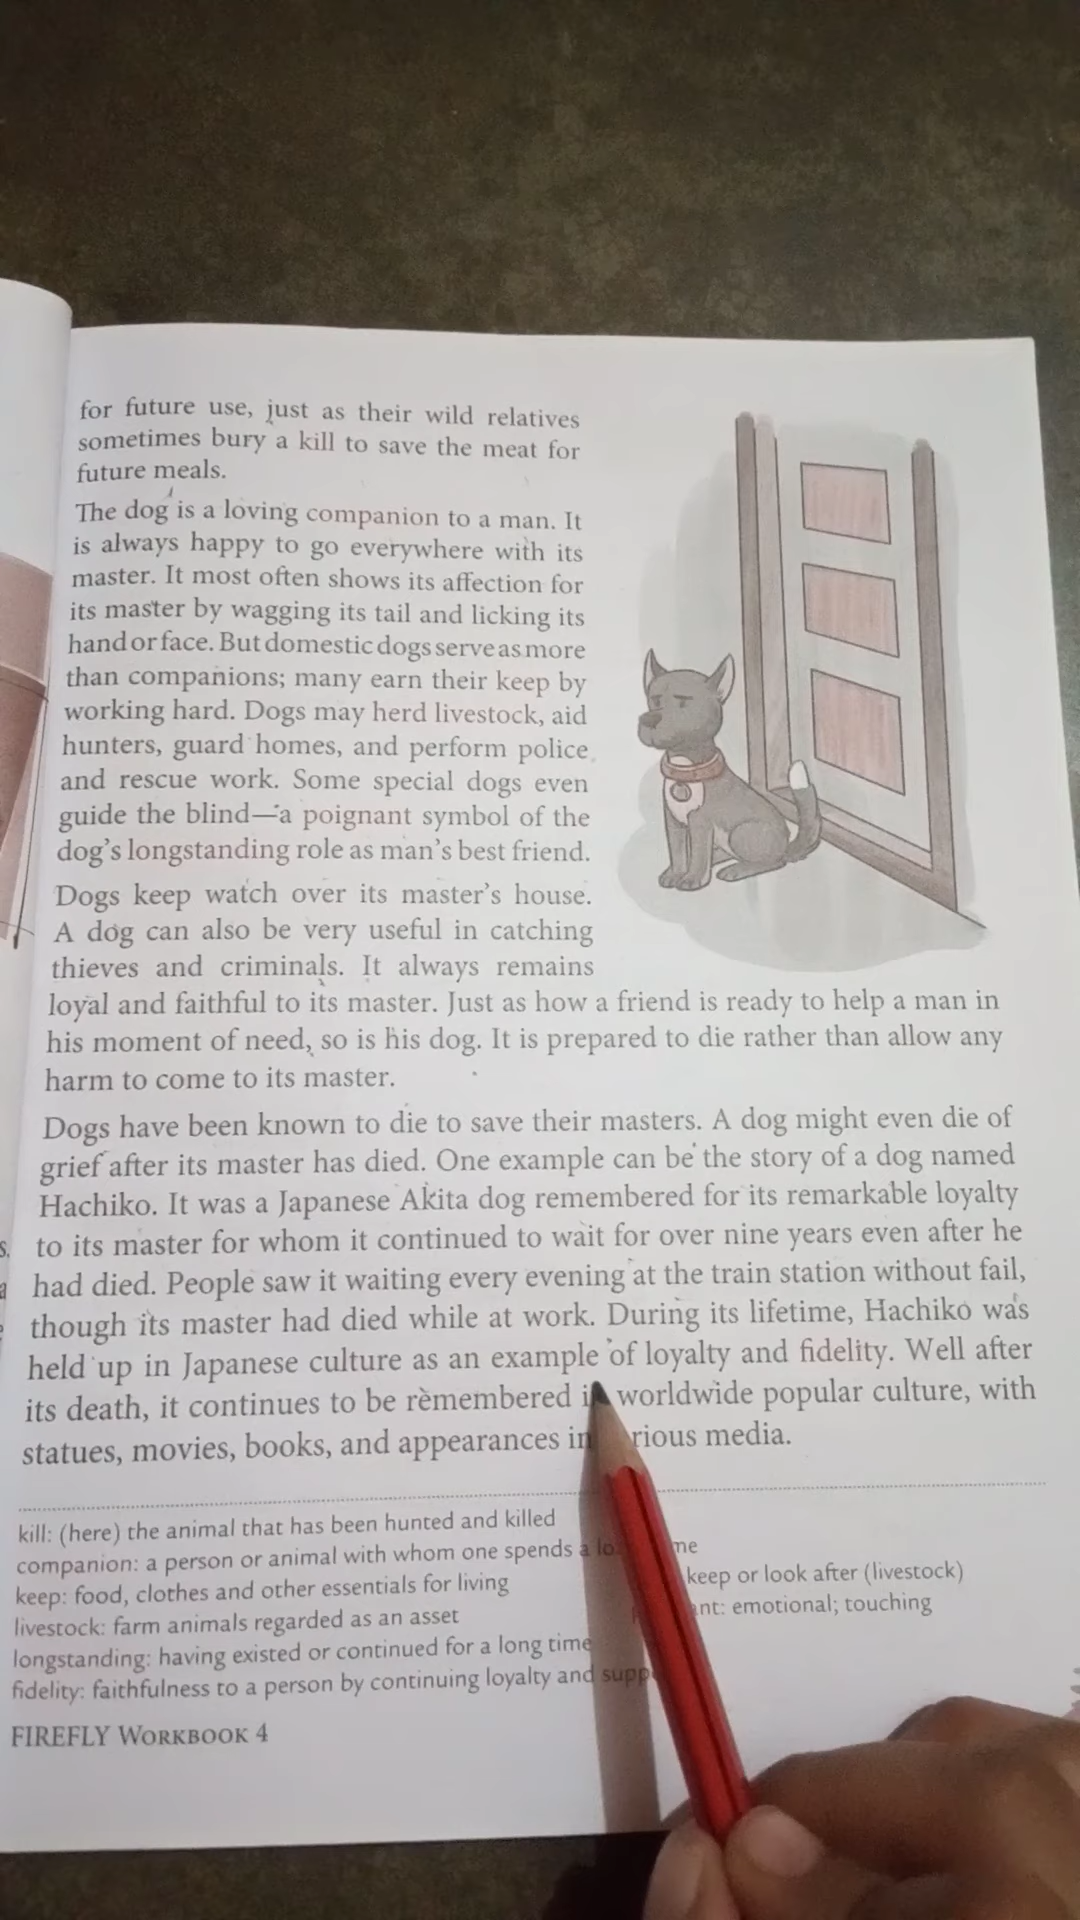 for future use, just as their wild relatives
sometimes bury a kill to save the meat for
future meals.
The dog is a loving companion to a man. It
is always happy to go everywhere with its
master. It most often shows its affection for
its master by wagging its tail and licking its
hand or face. But domestic dogs serve as more
than companions; many earn their keep by
working hard. Dogs may herd livestock, aid
hunters, guard homes, and perform police
and rescue work. Some special dogs even
guide the blind—a poignant symbol of the
dog's longstanding role as man's best friend.
Dogs keep watch over its master's house.
A dog can also be very useful in catching
thieves and criminals. It always remains
loyal and faithful to its master. Just as how a friend is ready to help a man in
his moment of need, so is his dog. It is prepared to die rather than allow any
harm to come to its master.
Dogs have been known to die to save their masters. A dog might even die of
grief after its master has died. One example can be the story of a dog named
Hachiko. It was a Japanese Akita dog remembered for its remarkable loyalty
to its master for whom it continued to wait for over nine years even after he
had died. People saw it waiting every evening at the train station without fail,
though its master had died while at work. During its lifetime, Hachiko was
held up in Japanese culture as an example of loyalty and fidelity. Well after
its death, it continues to be remembered worldwide popular culture, with
statues, movies, books, and appearances in media.
kill: (here) the animal that has been hunted and killed
companion: a person or animal with whom one spends a
keep: food, clothes and other essentials for living
keep or look after (livestock)
livestock: farm animals regarded as an asset
emotional; touching
longstanding: having existed or continued for a long time
fidelity: faithfulness to a person by continuing loyalty and
FIREFLY WORKBOOK 4